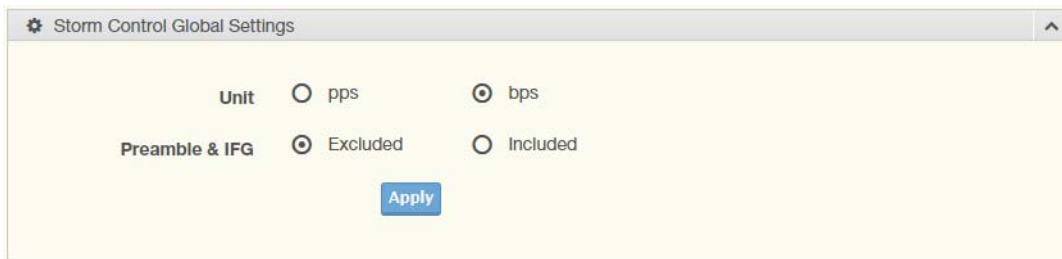 Storm Control Global Settings
Unit pps bps
Preamble & IFG Excluded Included
Apply